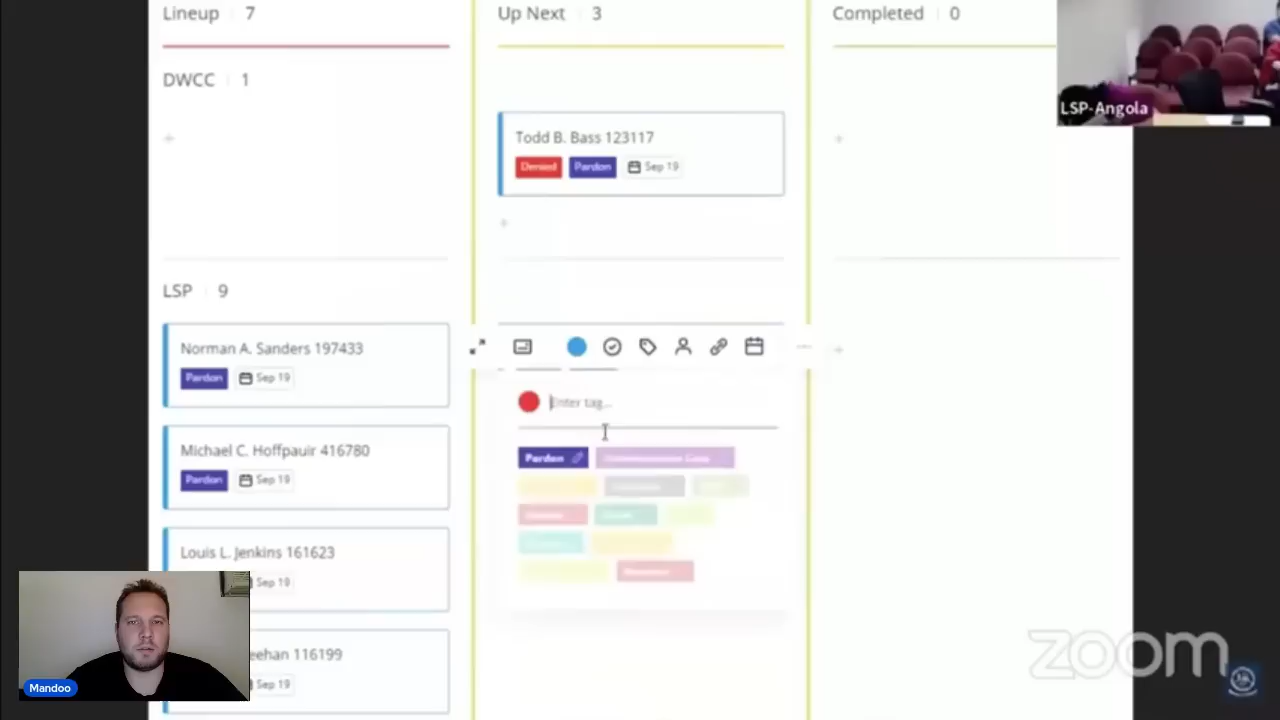 Lineup 7
Up Next 3
Completed 0
LSP-Angola
DWCC 1
Todd B. Bass 123117
Denied Pardon Sep 19
LSP 9
Norman A. Sanders 197433
Pardon Sep 19
Enter tag...
Pardon
Michael C. Hoffpauir 416780
Pardon Sep 19
Louis L. Jenkins 161623
Sep 19
eehan 116199
Sep 19
Mandoo
zoom